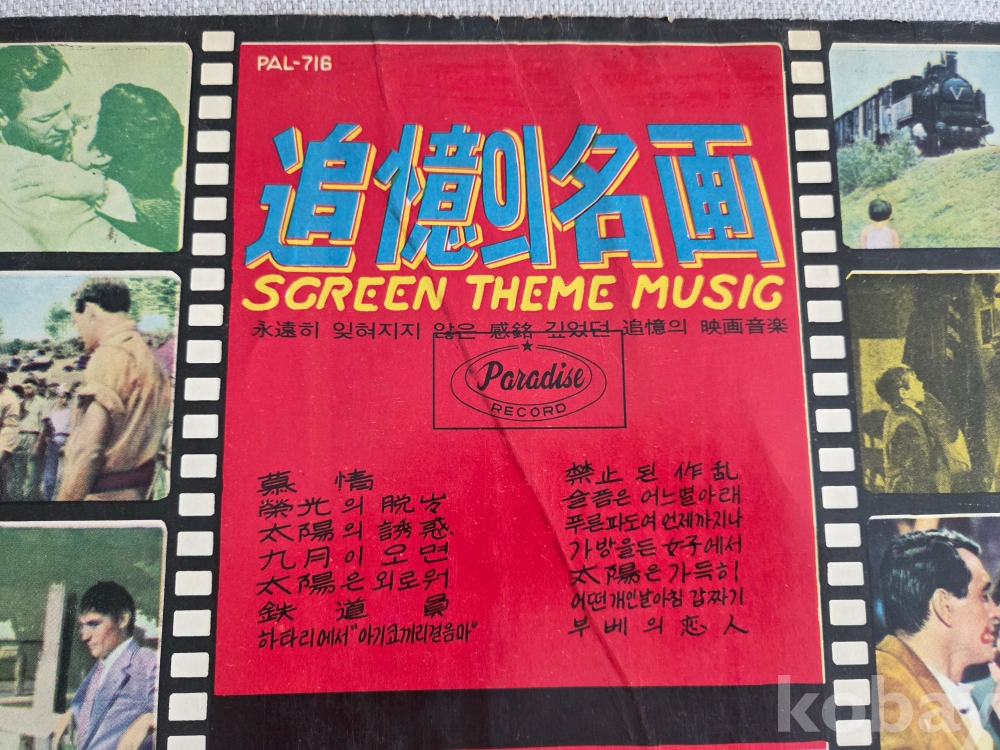 PAL-716
追憶의名画
SCREEN THEME MUSIC
永遠히 잊혀지지 않은 感銘 깊었던 追憶의 映画音楽
Paradise
RECORD
慕情
榮光의 脱出
太陽의 誘惑
九月이 오면
太陽은 외로워
鉄道員
하타리에서 "아기코끼리걸음마"
禁止된 作乱
슬픔은 어느별아래
푸른파도여 언제까지나
가방을든 女子에서
太陽은 가득히
어떤개인날아침 갑짜기
부베의 恋人
kobay